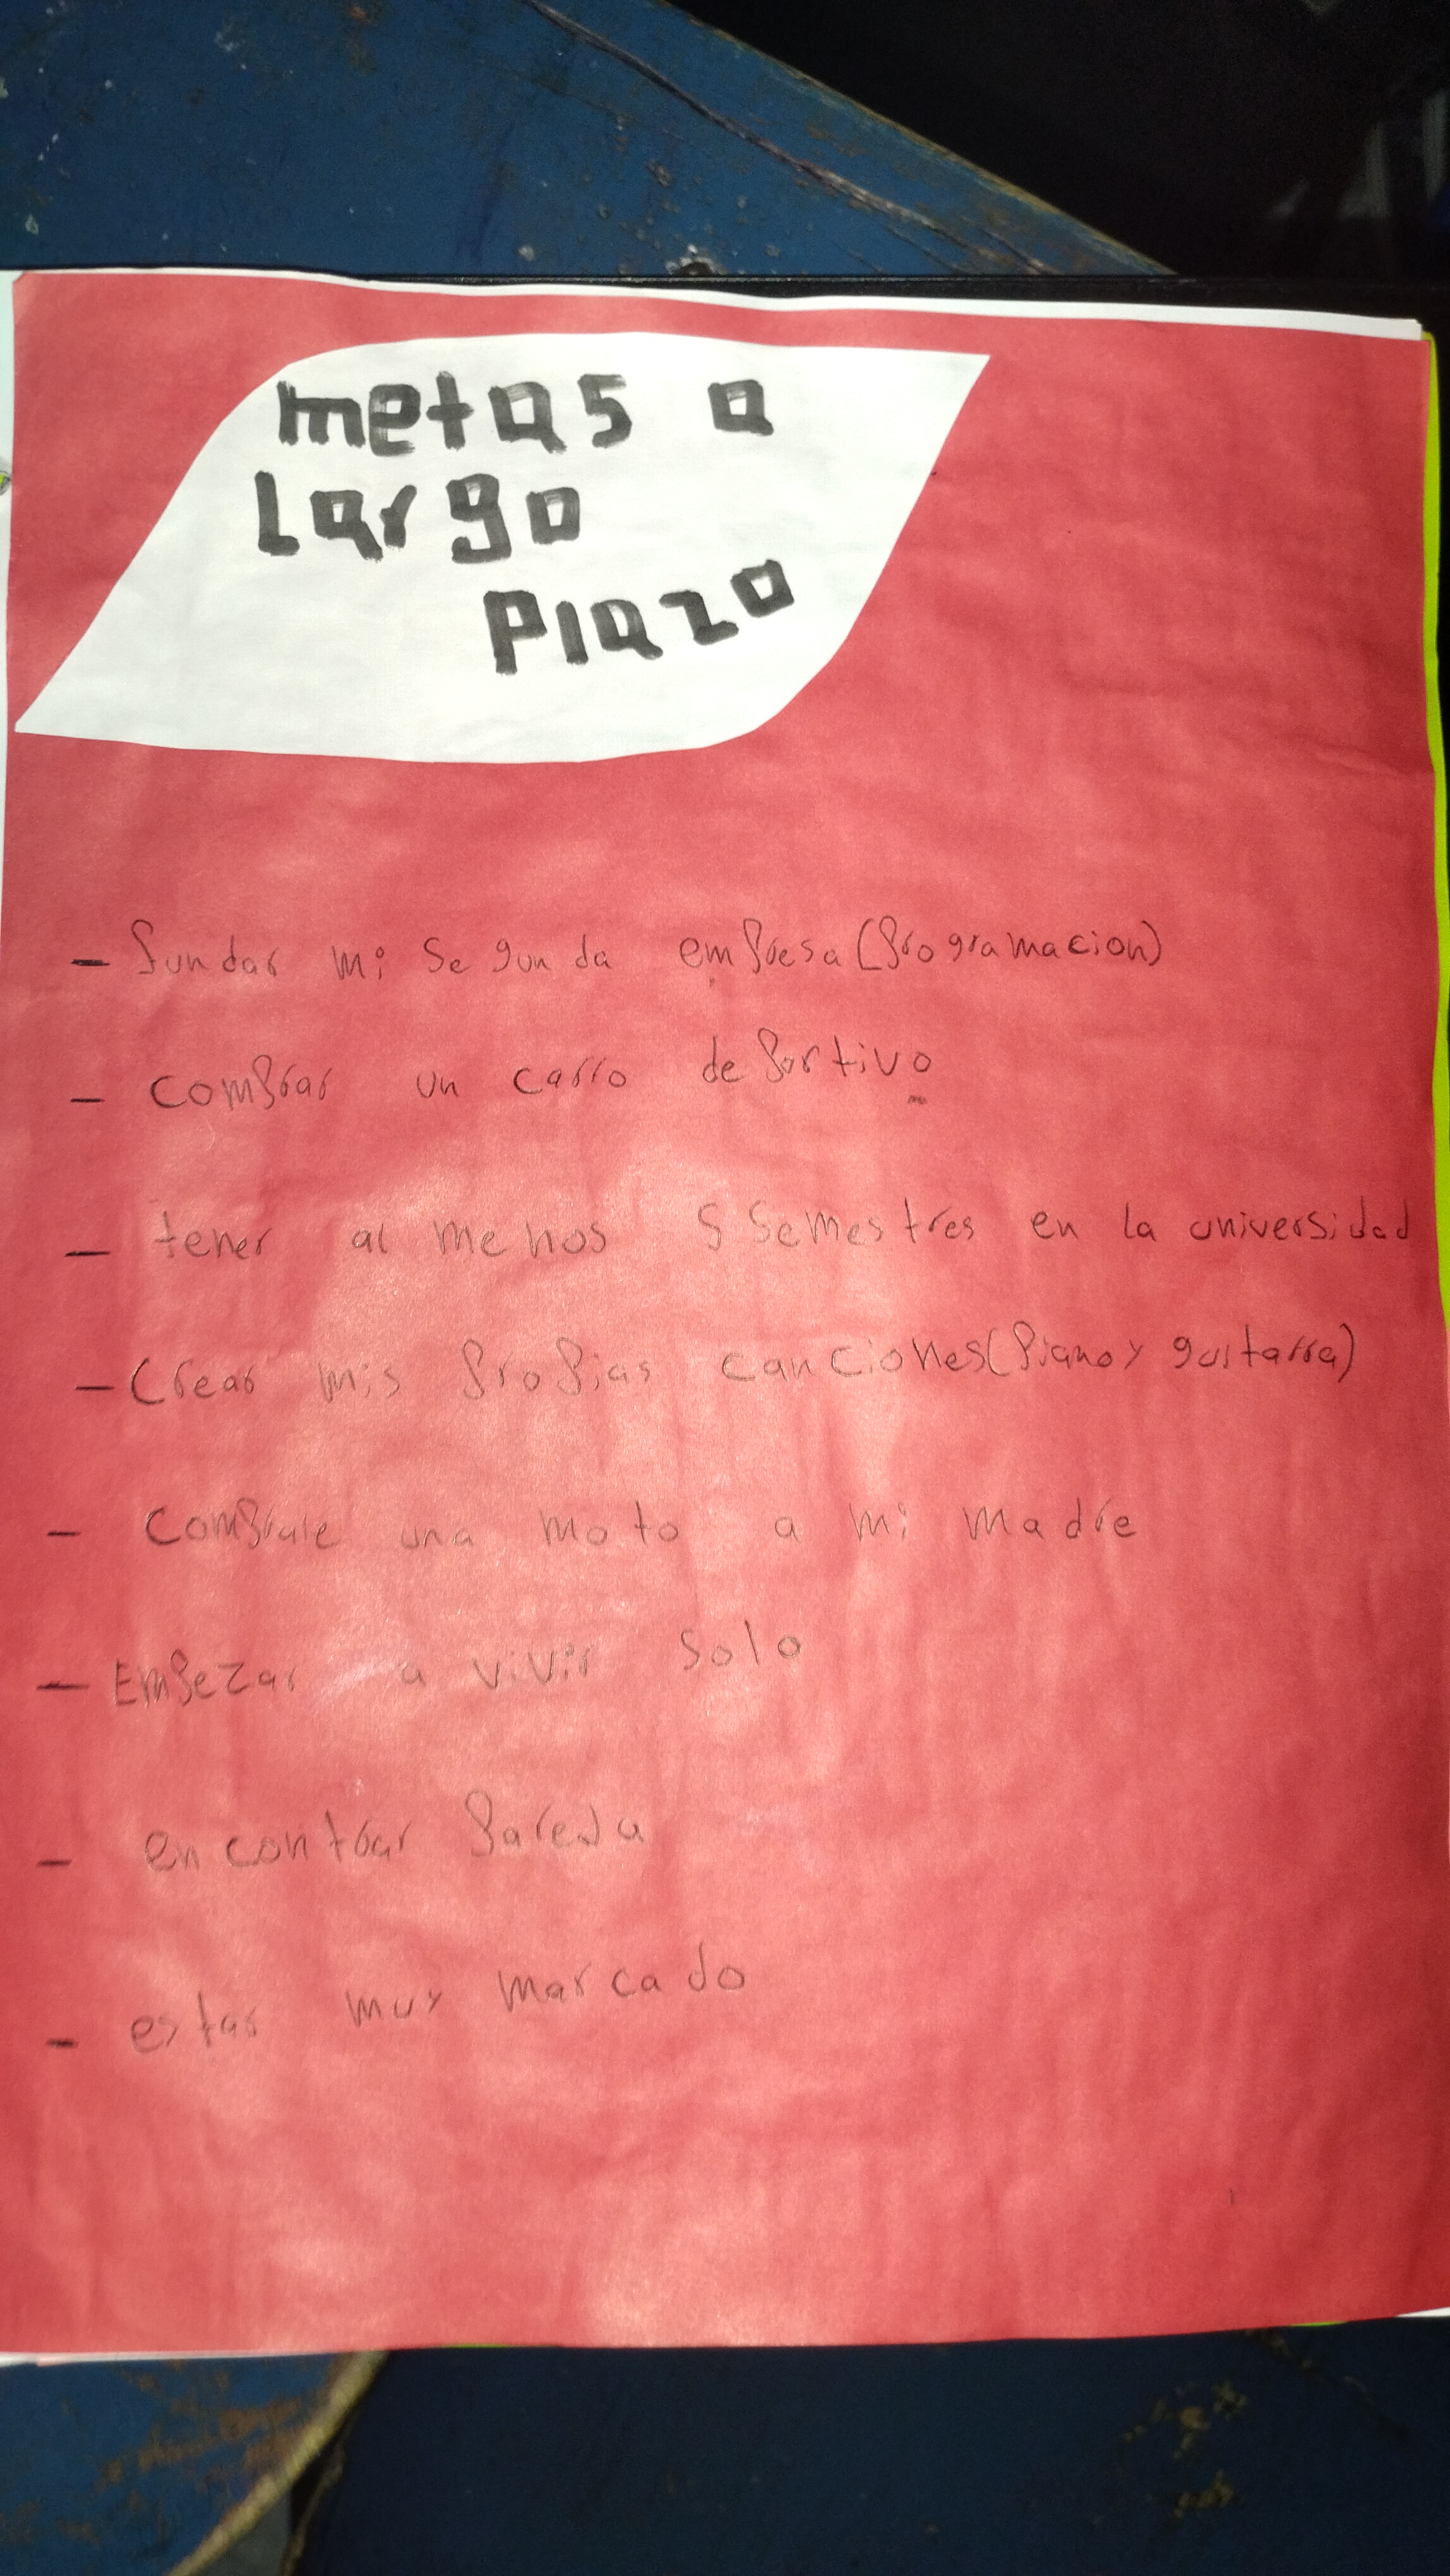 metas a
Largo
Plazo
- fundar mi segunda empresa (programacion)
- comprar un carro deportivo
- tener al menos 5 semestres en la universidad
- Crear mis propias canciones (piano y guitarra)
- Comprale una moto a mi madre
- Empezar a vivir solo
- encontrar pareja
- estar muy marcado